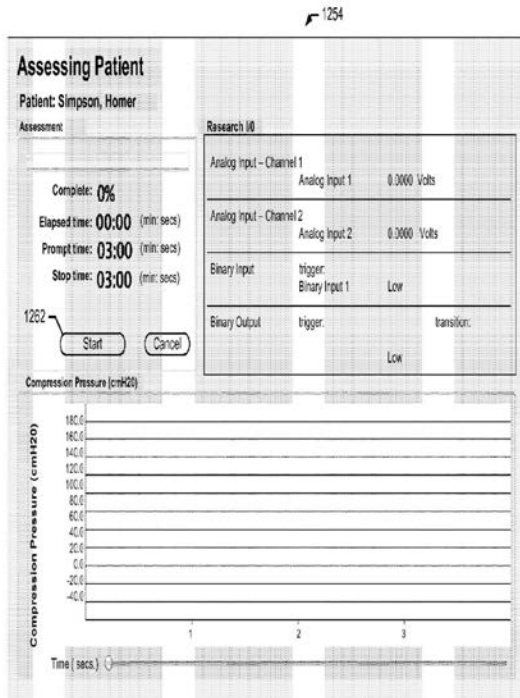 1254
Assessing Patient
Patient: Simpson, Homer
Assessment
Complete: 0%
Elapsed time: 00:00 (min: secs)
Prompt time: 03:00 (min: secs)
Stop time: 03:00 (min: secs)
1262
Start Cancel
Research I/0
Analog Input – Channel 1
Analog Input 1 0.0000 Volts
Analog Input – Channel 2
Analog Input 2 0.0000 Volts
Binary Input trigger:
Binary Input 1 Low
Binary Output trigger: transition:
Low
Compression Pressure (cmH20)
Compression Pressure (cmH20)
180.0
160.0
140.0
120.0
100.0
80.0
60.0
40.0
20.0
0.0
-20.0
-40.0
1 2 3
Time ( secs.)